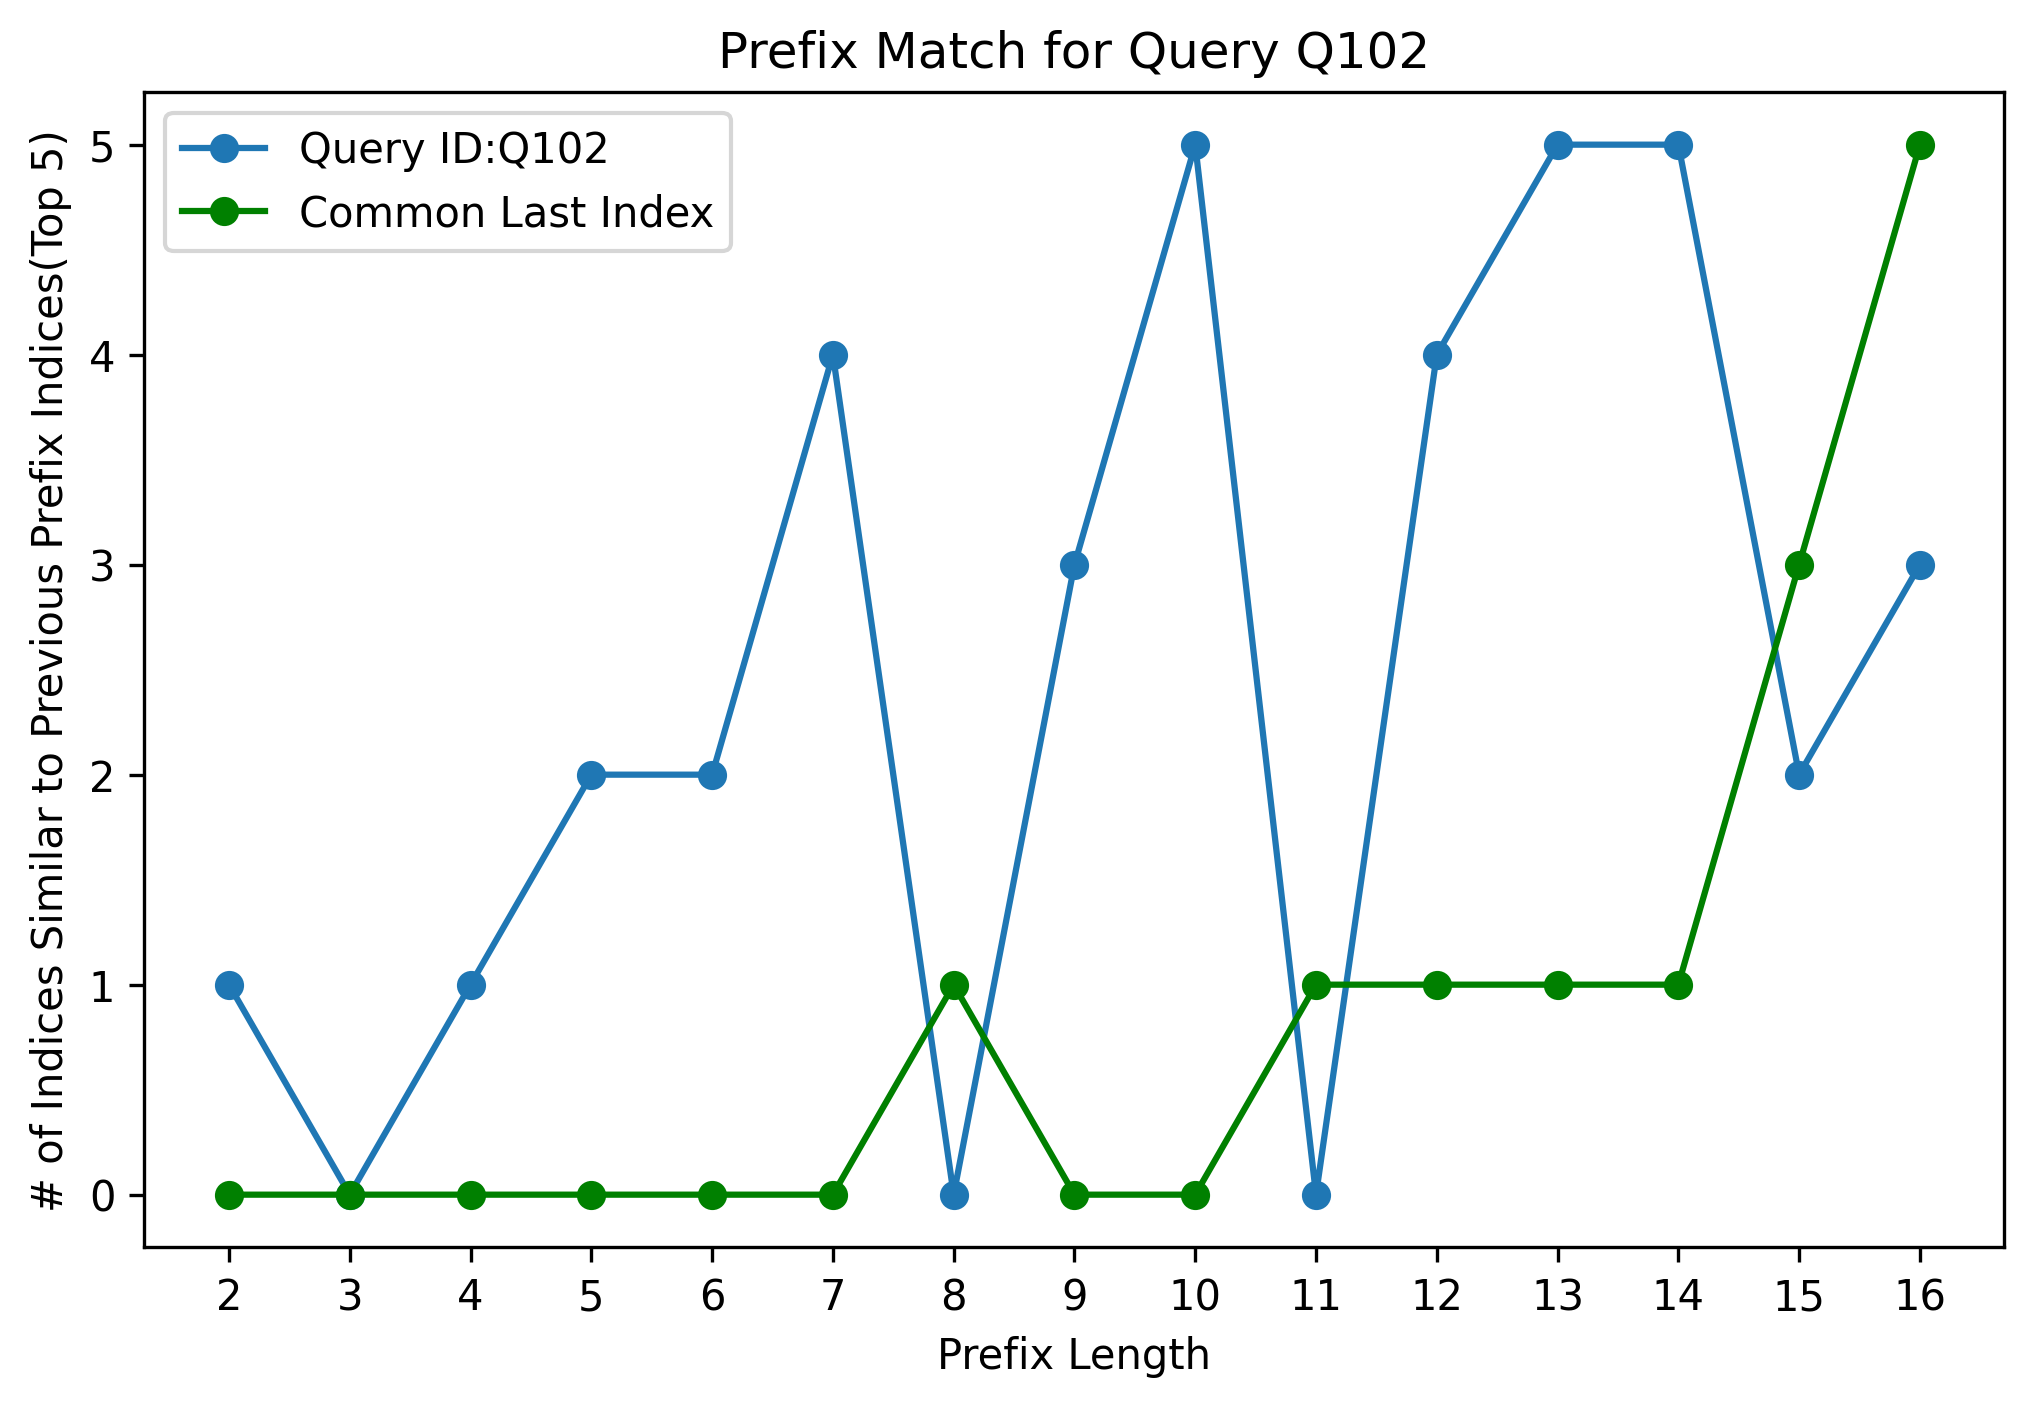 Prefix Match for Query Q102
Query ID:Q102
Common Last Index
# of Indices Similar to Previous Prefix Indices(Top 5)
5
4
3
2
1
0
2 3 4 5 6 7 8 9 10 11 12 13 14 15 16
Prefix Length